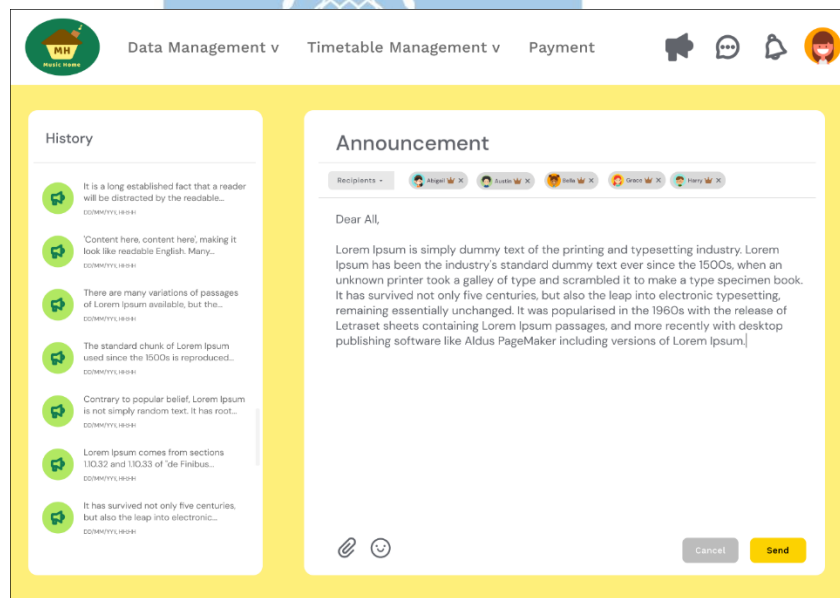 MH
Music Home
Data Management v
Timetable Management v
Payment
History
It is a long established fact that a reader
will be distracted by the readable...
DD/MM/YY), HH:HH
'Content here, content here', making it
look like readable English. Many...
DD/MM/YY), HH:HH
There are many variations of passages
of Lorem Ipsum available, but the...
DD/MM/YY), HH:HH
The standard chunk of Lorem Ipsum
used since the 1500s is reproduced...
DD/MM/YY), HH:HH
Contrary to popular belief, Lorem Ipsum
is not simply random text. It has root...
DD/MM/YY), HH:HH
Lorem Ipsum comes from sections
1.10.32 and 1.10.33 of "de Finibus...
DD/MM/YY), HH:HH
It has survived not only five centuries,
but also the leap into electronic...
DD/MM/YY), HH:HH
Announcement
Recipients
Abigail
Austin
Bella
Grace
Harry
Dear All,
Lorem Ipsum is simply dummy text of the printing and typesetting industry. Lorem
Ipsum has been the industry's standard dummy text ever since the 1500s, when an
unknown printer took a galley of type and scrambled it to make a type specimen book.
It has survived not only five centuries, but also the leap into electronic typesetting,
remaining essentially unchanged. It was popularised in the 1960s with the release of
Letraset sheets containing Lorem Ipsum passages, and more recently with desktop
publishing software like Aldus PageMaker including versions of Lorem Ipsum.
Cancel
Send